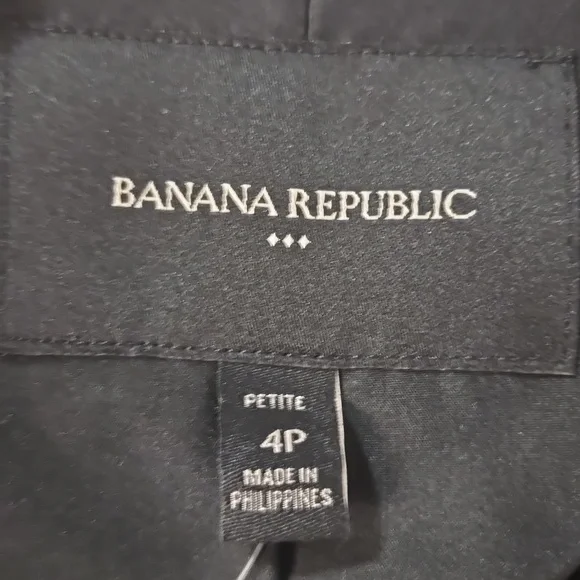 BANANA REPUBLIC
PETITE
4P
MADE IN
PHILIPPINES